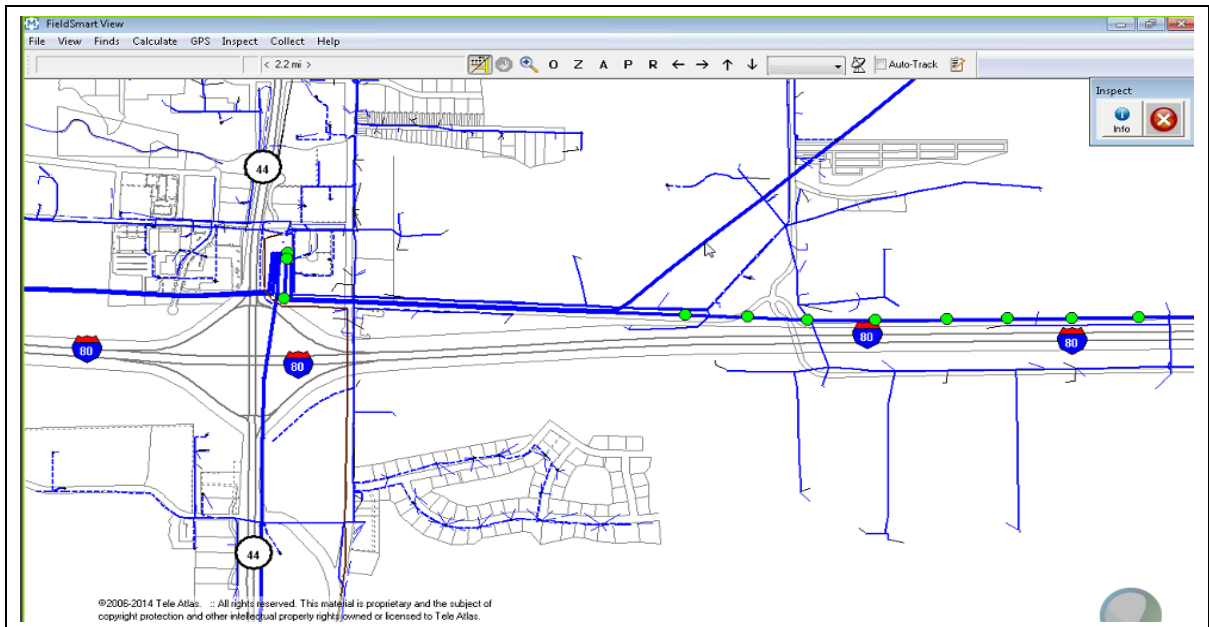 FieldSmart View
File View Finds Calculate GPS Inspect Collect Help
< 2.2 mi > O Z A P R Auto-Track
Inspect
Info
44
80
80
80
80
44
©2006-2014 Tele Atlas. :: All rights reserved. This material is proprietary and the subject of
copyright protection and other intellectual property rights owned or licensed to Tele Atlas.